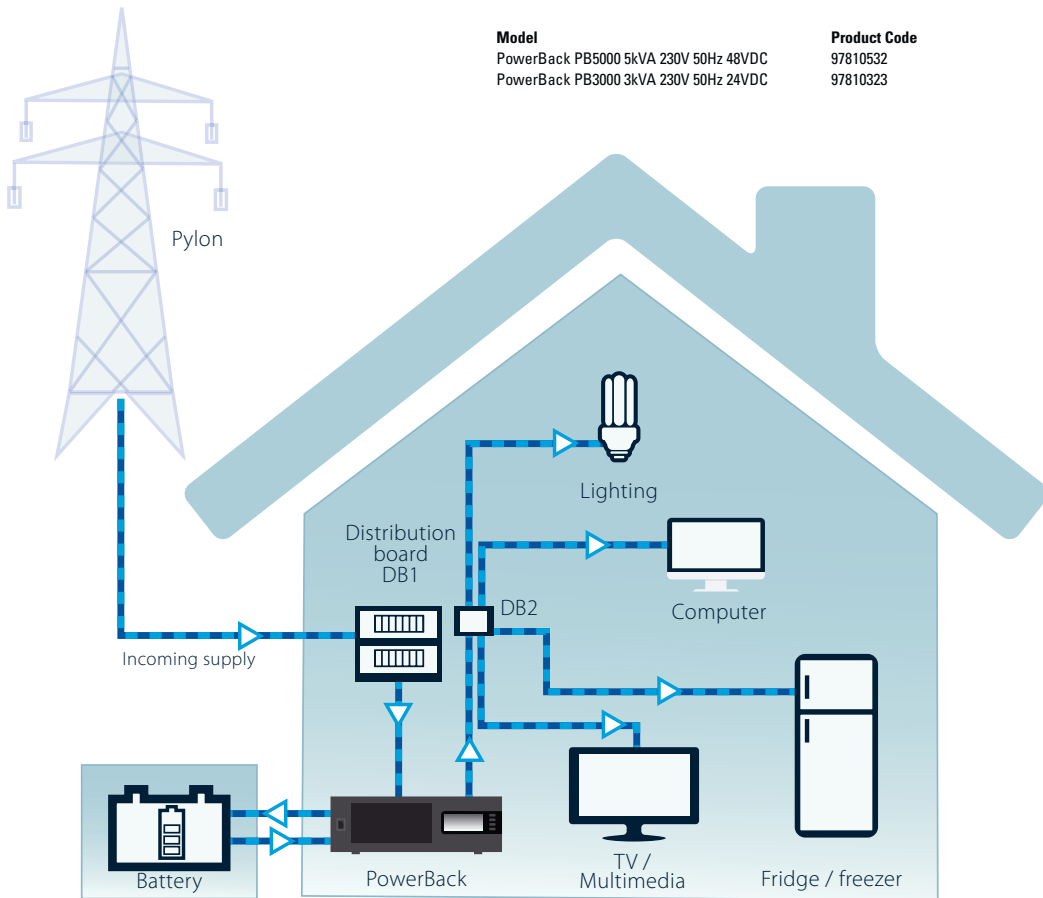 Model Product Code
PowerBack PB5000 5kVA 230V 50Hz 48VDC 97810532
PowerBack PB3000 3kVA 230V 50Hz 24VDC 97810323
Pylon
Lighting
Distribution
board
DB1
DB2
Computer
Incoming supply
Battery
PowerBack
TV /
Multimedia
Fridge / freezer